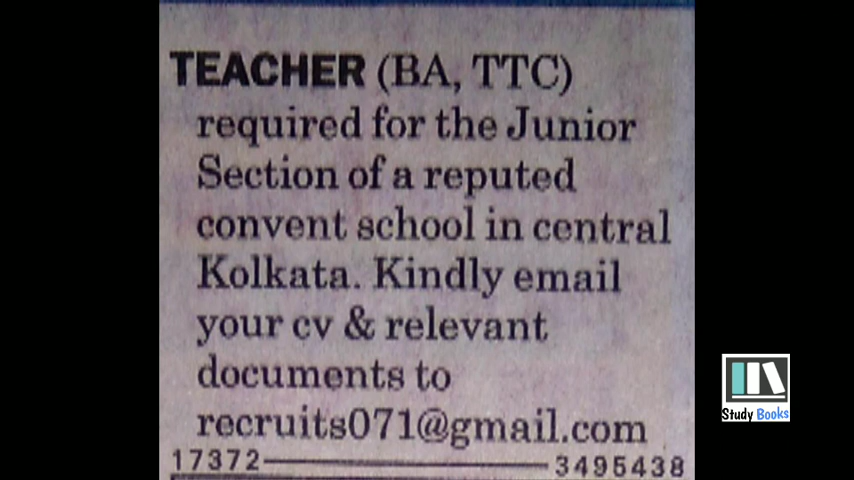 TEACHER (BA, TTC)
required for the Junior
Section of a reputed
convent school in central
Kolkata. Kindly email
your cv & relevant
documents to
recruits071@gmail.com
17372 3495438
Study Books